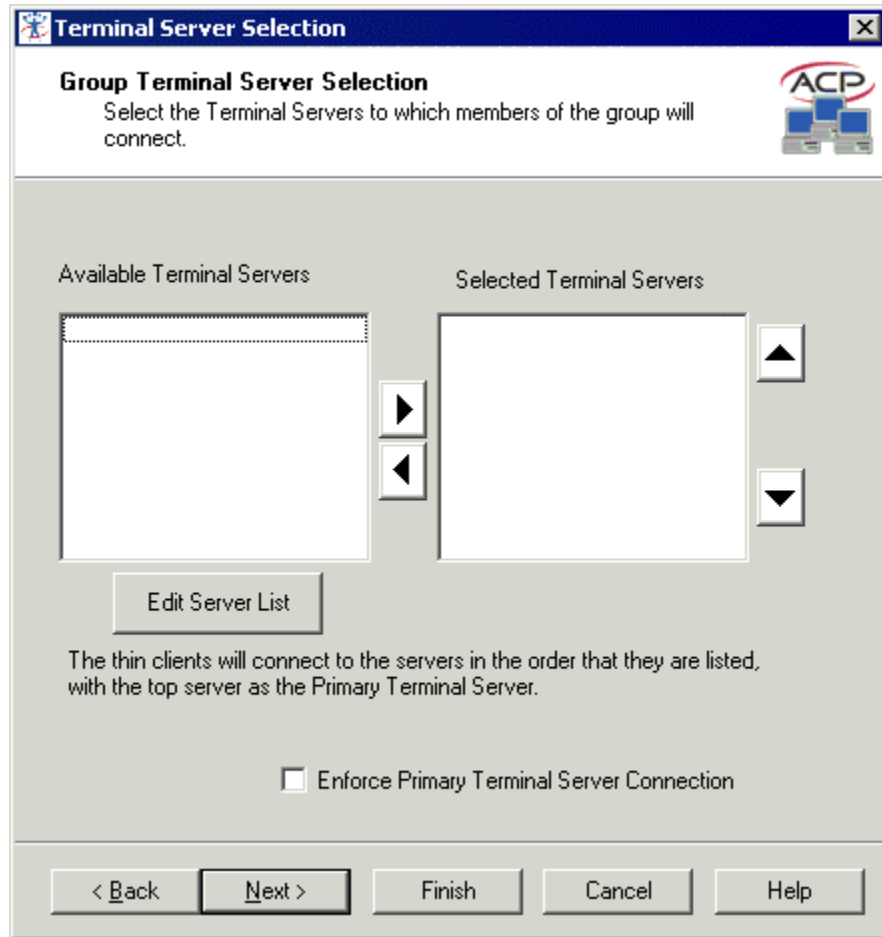 Terminal Server Selection
Group Terminal Server Selection
Select the Terminal Servers to which members of the group will
connect.
ACP
Available Terminal Servers
Selected Terminal Servers
Edit Server List
The thin clients will connect to the servers in the order that they are listed,
with the top server as the Primary Terminal Server.
Enforce Primary Terminal Server Connection
< Back
Next >
Finish
Cancel
Help